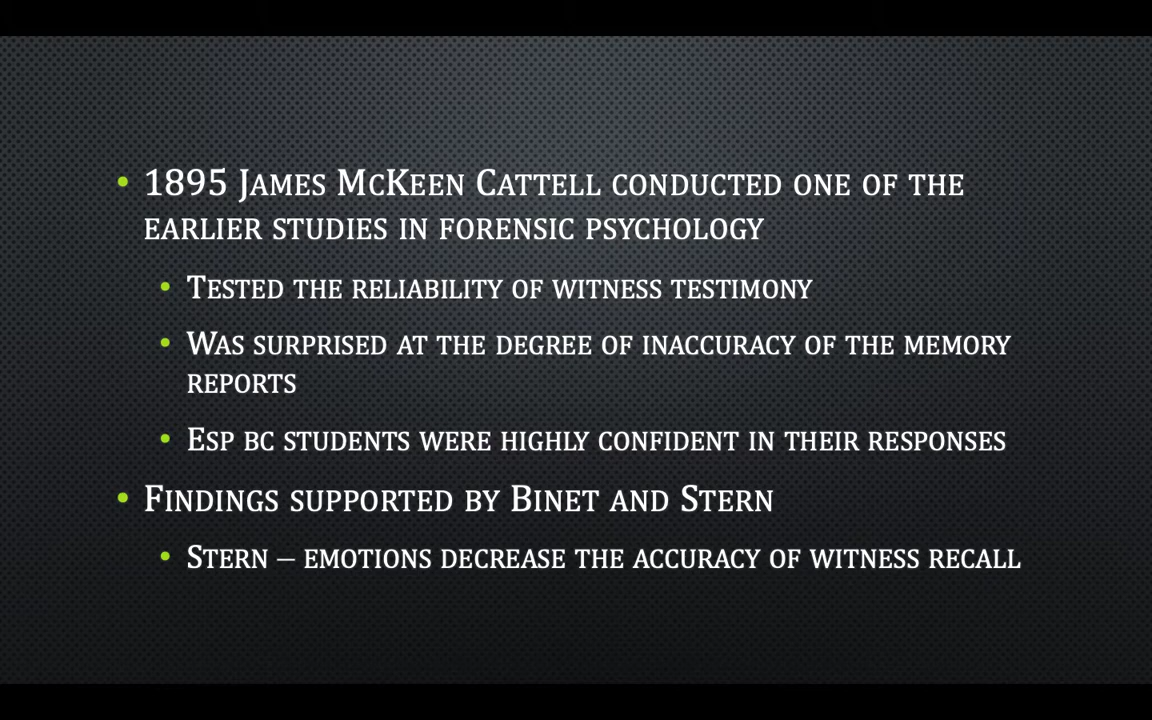 • 1895 James McKeen Cattell conducted one of the
earlier studies in forensic psychology
• Tested the reliability of witness testimony
• Was surprised at the degree of inaccuracy of the memory
reports
• Esp bc students were highly confident in their responses
• Findings supported by Binet and Stern
• Stern – emotions decrease the accuracy of witness recall